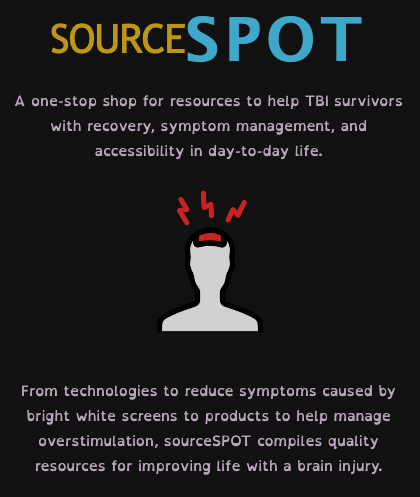 SOURCESPOT
A one-stop shop for resources to help TBI survivors
with recovery, symptom management, and
accessibility in day-to-day life.
From technologies to reduce symptoms caused by
bright white screens to products to help manage
overstimulation, sourceSPOT compiles quality
resources for improving life with a brain injury.